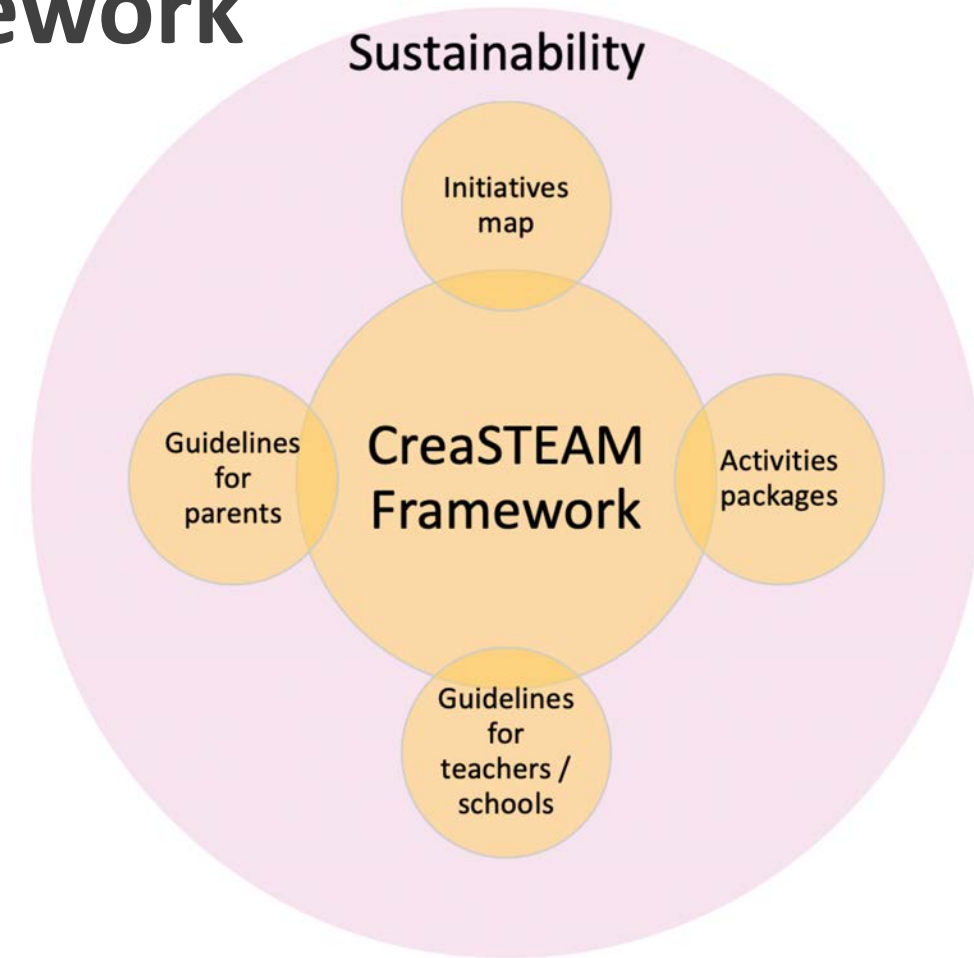 ework
Sustainability
Initiatives
map
Guidelines
for
parents
CreaSTEAM
Framework
Activities
packages
Guidelines
for
teachers /
schools